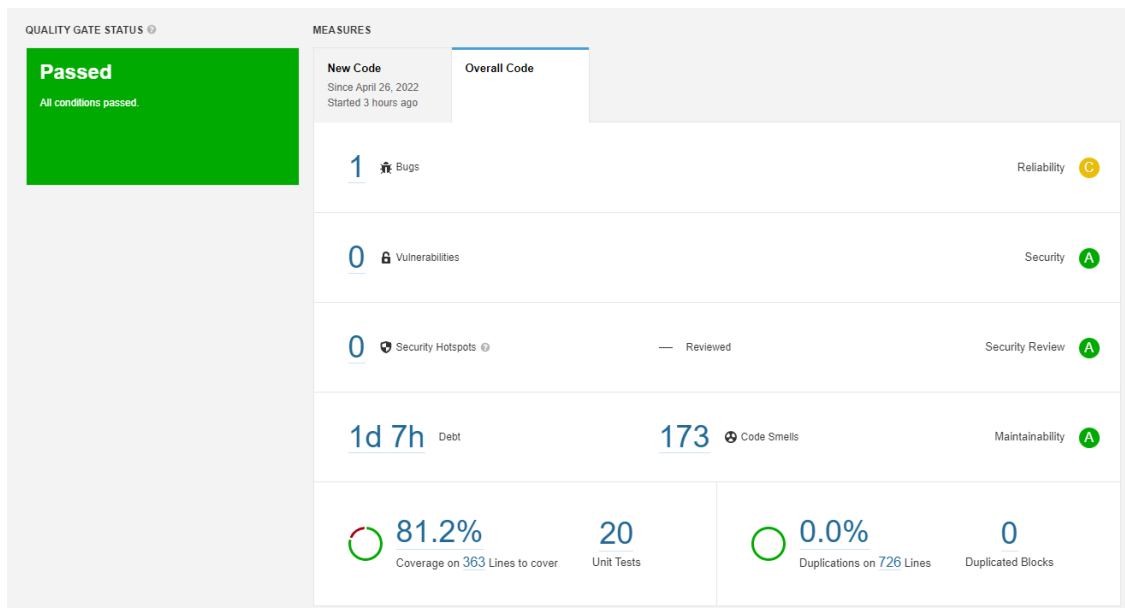 QUALITY GATE STATUS
MEASURES
Passed
All conditions passed.
New Code
Since April 26, 2022
Started 3 hours ago
Overall Code
1 Bugs Reliability C
0 Vulnerabilities Security A
0 Security Hotspots — Reviewed Security Review A
1d 7h Debt 173 Code Smells Maintainability A
81.2%
Coverage on 363 Lines to cover
20
Unit Tests
0.0%
Duplications on 726 Lines
0
Duplicated Blocks